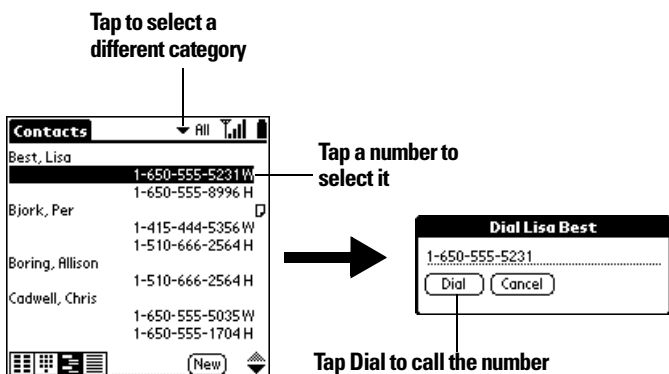 Tap to select a
different category
Contacts All
Best, Lisa
1-650-555-5231 W
1-650-555-8996 H
Bjork, Per
1-415-444-5356 W
1-510-666-2564 H
Boring, Allison
1-510-666-2564 H
Cadwell, Chris
1-650-555-5035 W
1-650-555-1704 H
New
Tap a number to
select it
Dial Lisa Best
1-650-555-5231
Dial Cancel
Tap Dial to call the number